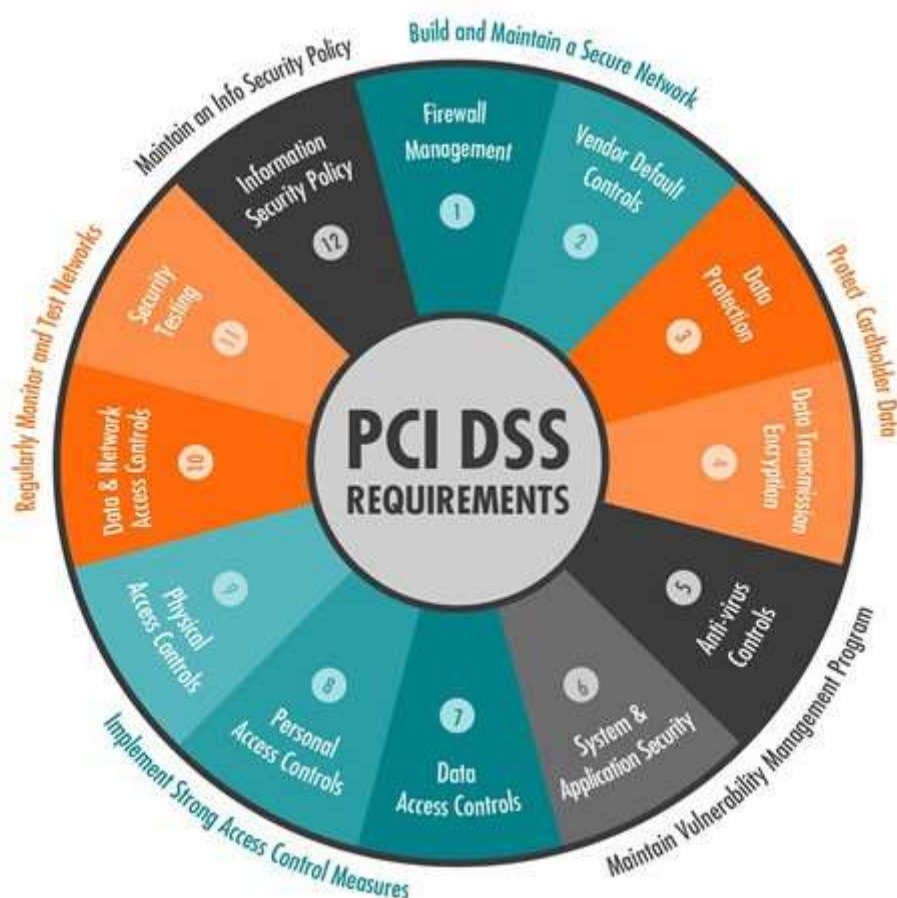 PCI DSS
REQUIREMENTS
Build and Maintain a Secure Network
Firewall
Management
1
Vendor Default
Controls
2
Protect Cardholder Data
Data
Protection
3
Data Transmission
Encryption
4
Maintain Vulnerability Management Program
Anti-virus
Controls
5
System &
Application Security
6
Implement Strong Access Control Measures
7
Data
Access Controls
8
Personal
Access Controls
9
Physical
Access Controls
Regularly Monitor and Test Networks
Data & Network
Access Controls
10
Security
Testing
11
Maintain an Info Security Policy
Information
Security Policy
12